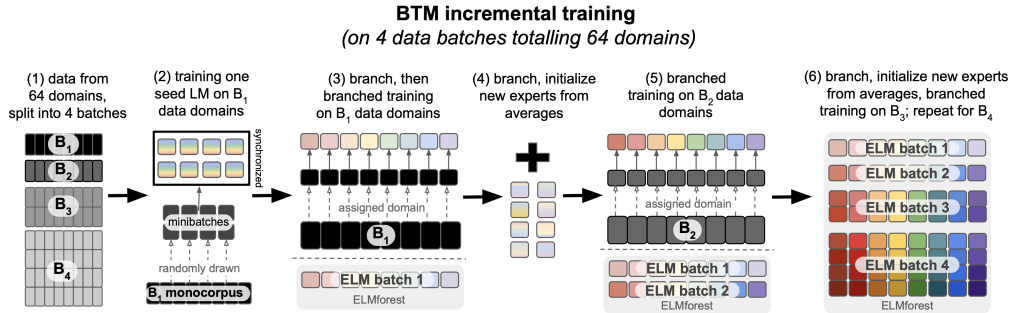 BTM incremental training
(on 4 data batches totalling 64 domains)
(1) data from
64 domains,
split into 4 batches
B1
B2
B3
B4
(2) training one
seed LM on B1
data domains
synchronized
minibatches
randomly drawn
B1 monocorpus
(3) branch, then
branched training
on B1 data domains
assigned domain
B1
ELM batch 1
ELMforest
(4) branch, initialize
new experts from
averages
(5) branched
training on B2 data
domains
assigned domain
B2
ELM batch 1
ELM batch 2
ELMforest
(6) branch, initialize new experts
from averages, branched
training on B3; repeat for B4
ELM batch 1
ELM batch 2
ELM batch 3
ELM batch 4
ELMforest